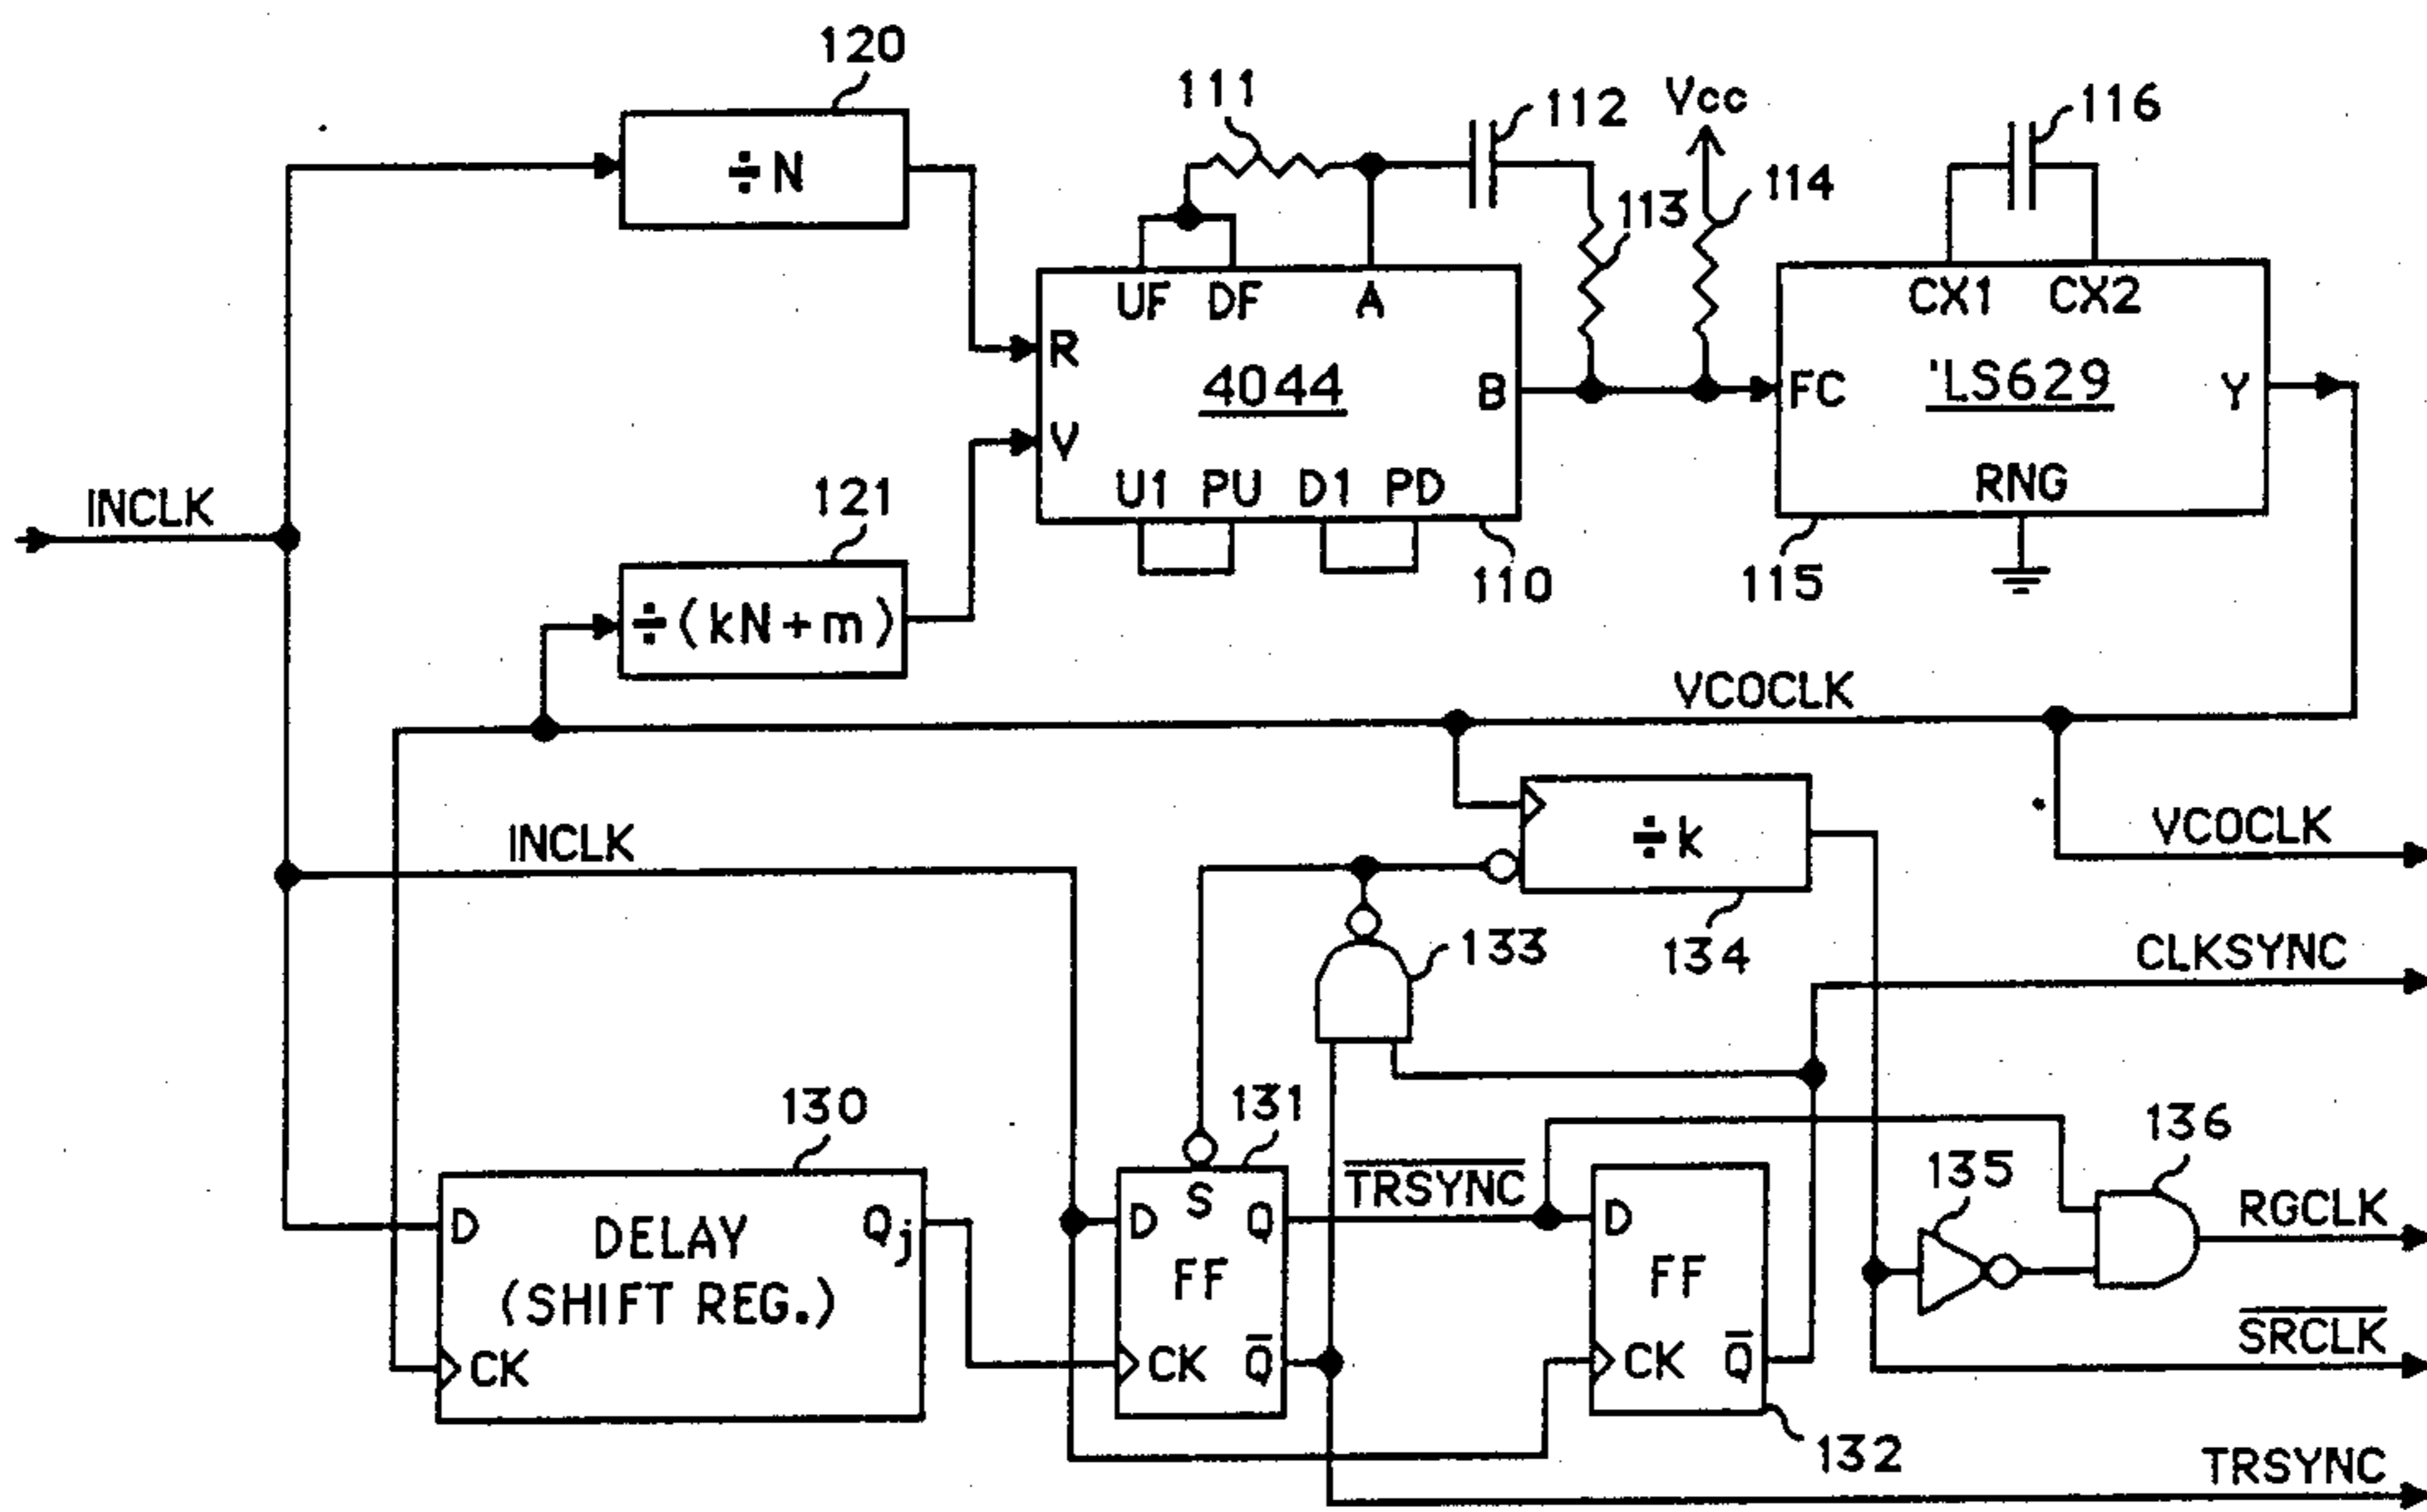 120
÷N
111
112
Vcc
114
113
116
UF DF A
R
4044
B
V
U1 PU D1 PD
110
CX1 CX2
FC
'LS629
Y
RNG
115
INCLK
121
÷(kN+m)
VCOCLK
INCLK
÷k
134
133
VCOCLK
CLKSYNC
130
D
DELAY
(SHIFT REG.)
Qj
CK
131
S
D
Q
FF
CK
Q̅
T̅R̅S̅Y̅N̅C̅
D
FF
CK
Q̅
132
135
136
RGCLK
S̅R̅C̅L̅K̅
TRSYNC